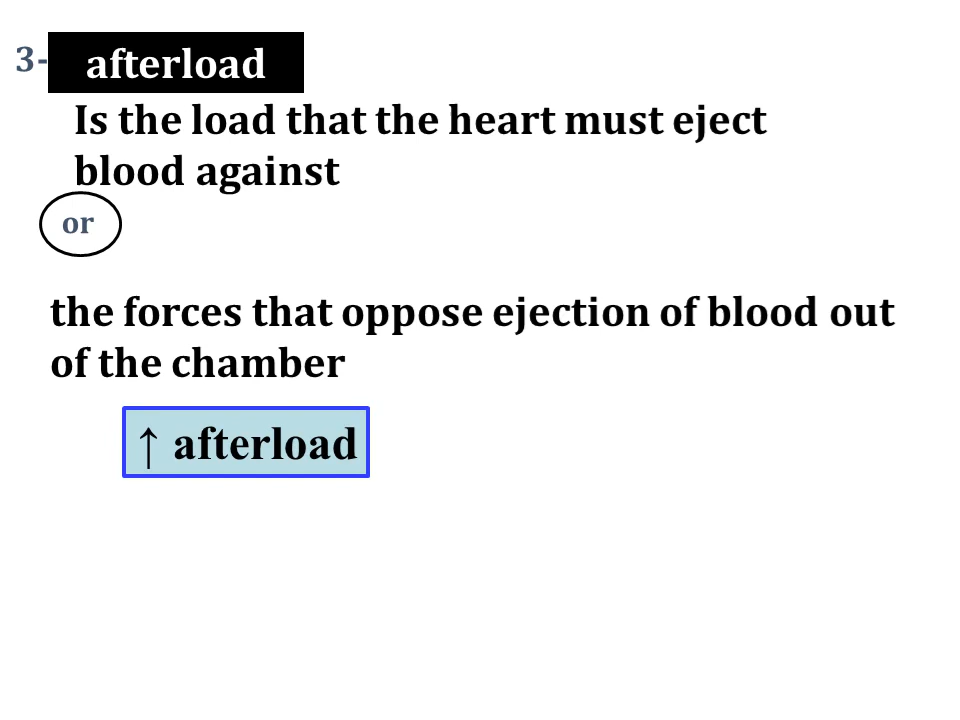 3- afterload
Is the load that the heart must eject
blood against
or
the forces that oppose ejection of blood out
of the chamber
↑ afterload